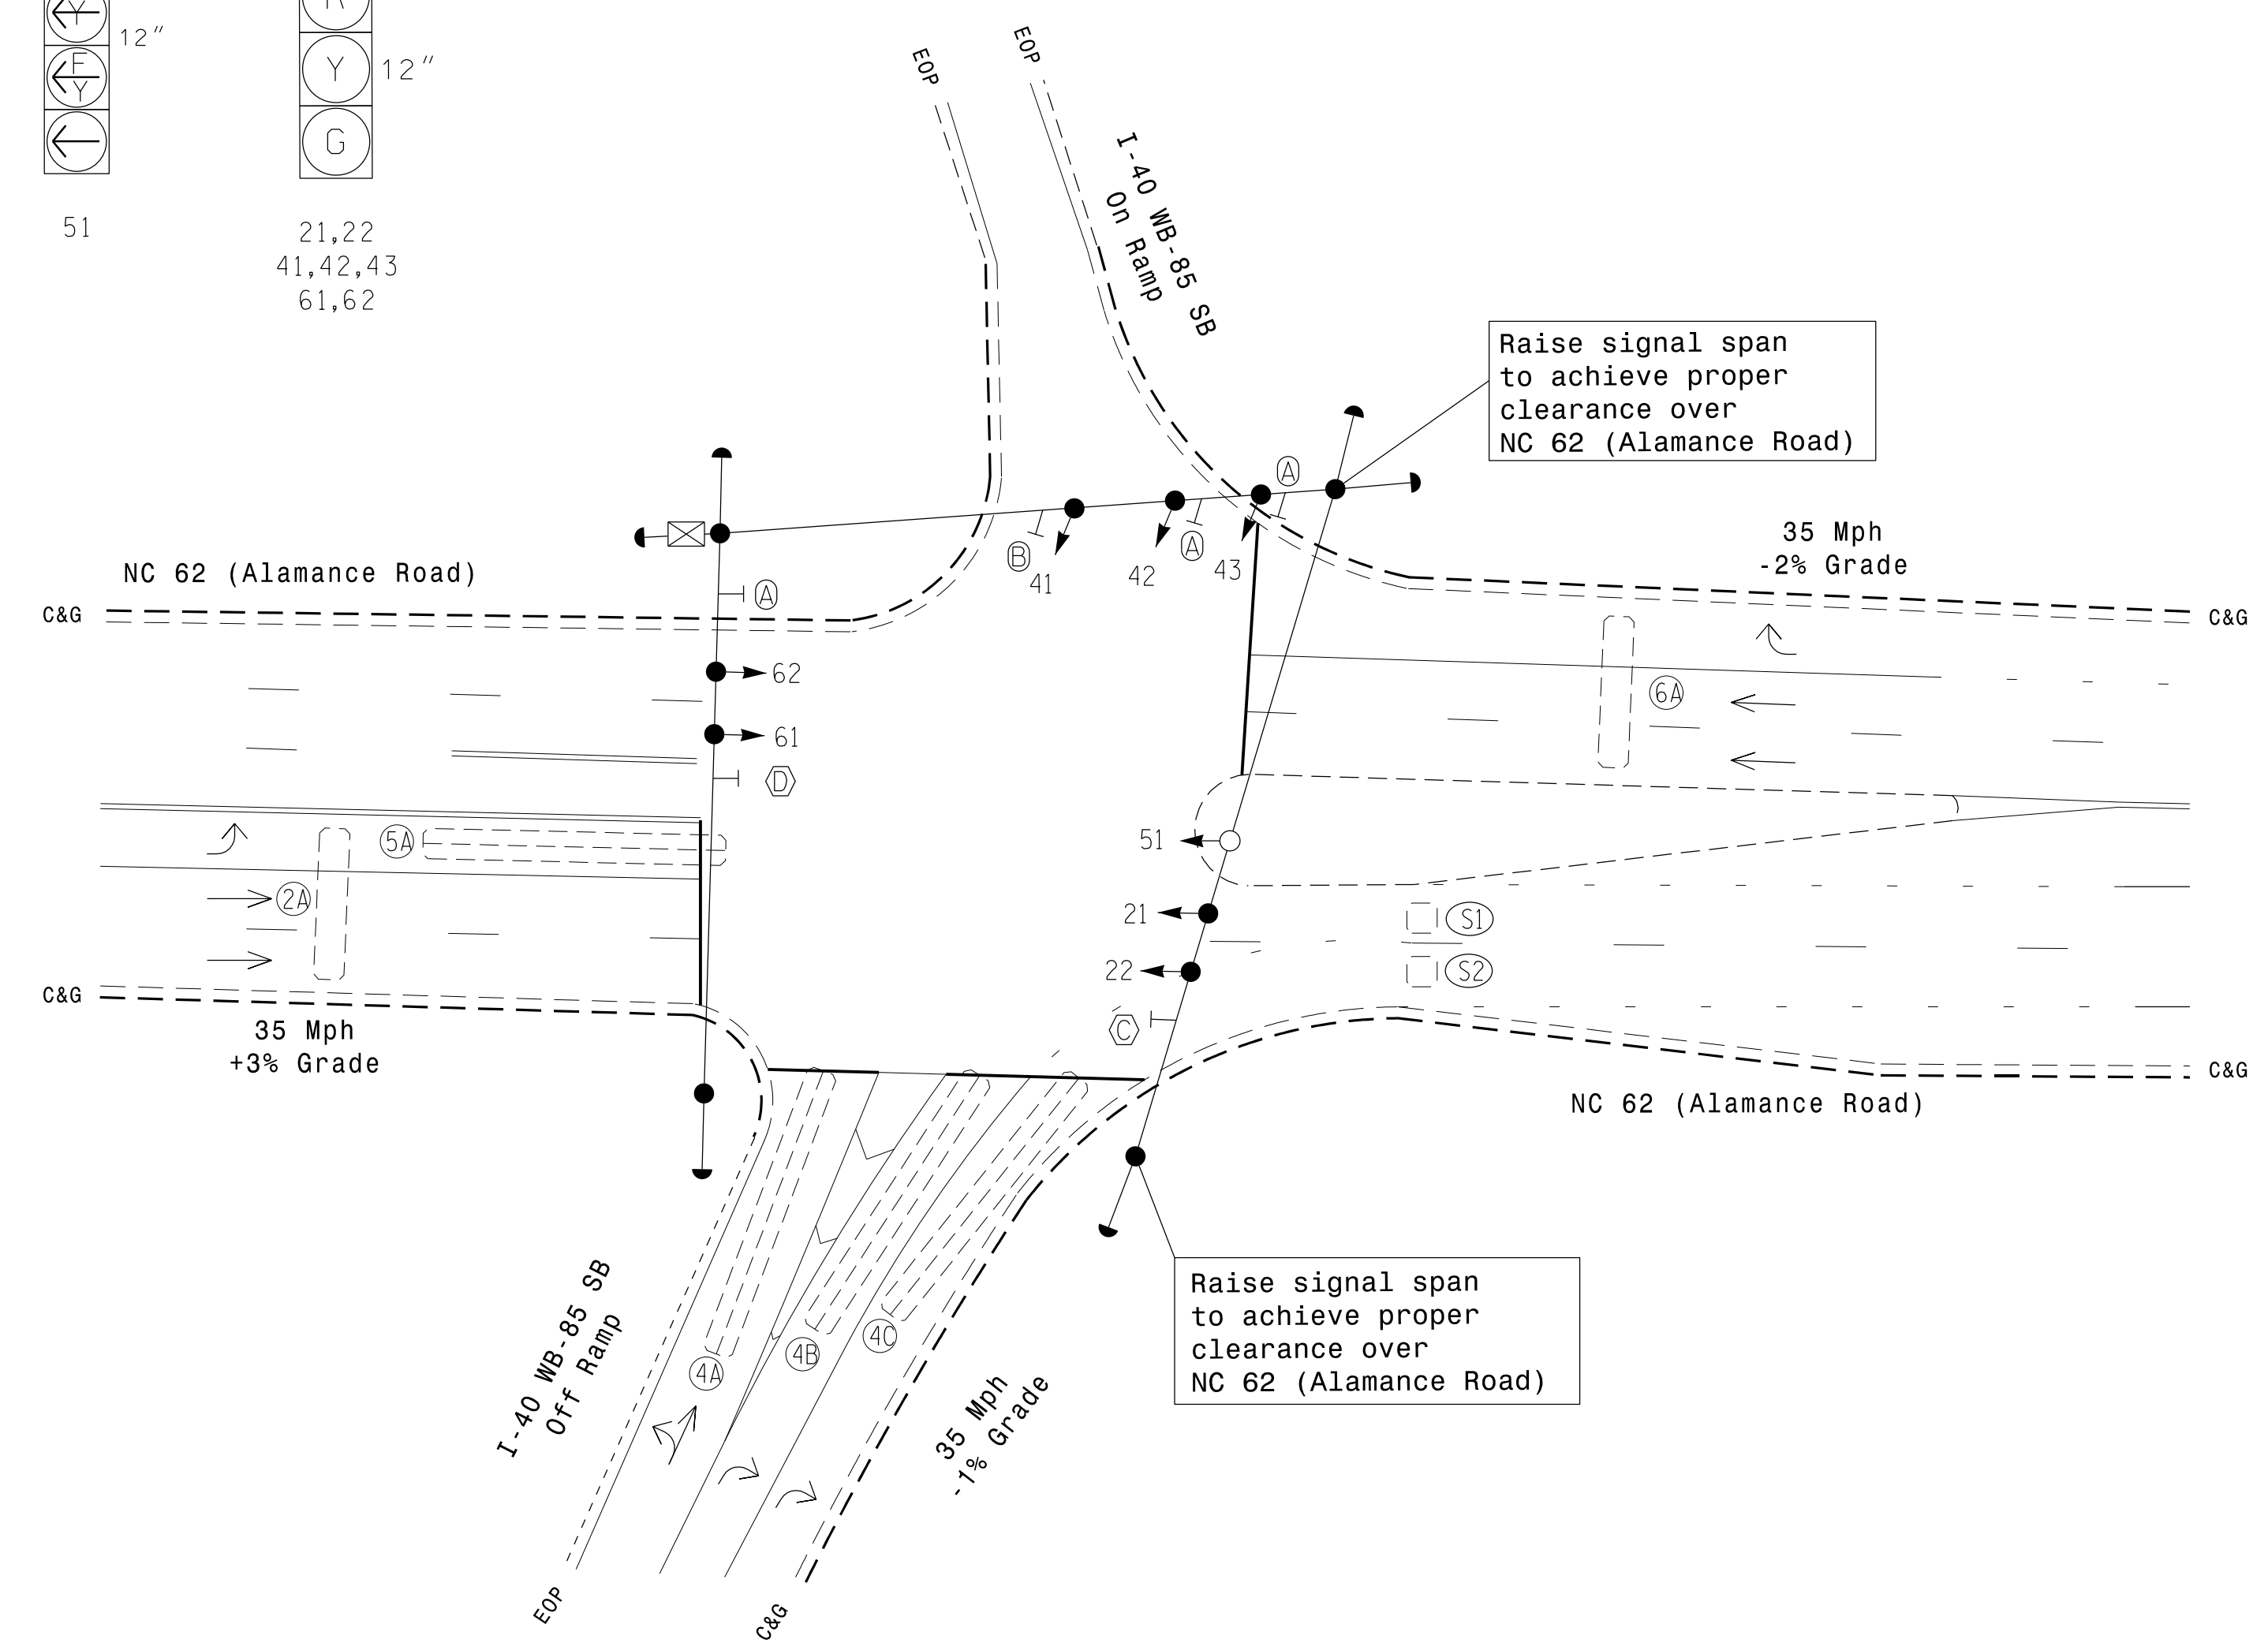 Y
12"
F
Y
51
R
Y
12"
G
21,22
41,42,43
61,62
EOP
EOP
I-40 WB-85 SB
On Ramp
Raise signal span
to achieve proper
clearance over
NC 62 (Alamance Road)
A
B
A
41
42
43
35 Mph
-2% Grade
NC 62 (Alamance Road)
A
C&G
C&G
62
61
6A
D
51
5A
2A
21
S1
22
S2
C&G
C
35 Mph
+3% Grade
C&G
NC 62 (Alamance Road)
I-40 WB-85 SB
Off Ramp
4A
4B
4C
Raise signal span
to achieve proper
clearance over
NC 62 (Alamance Road)
35 Mph
-1% Grade
EOP
C&G